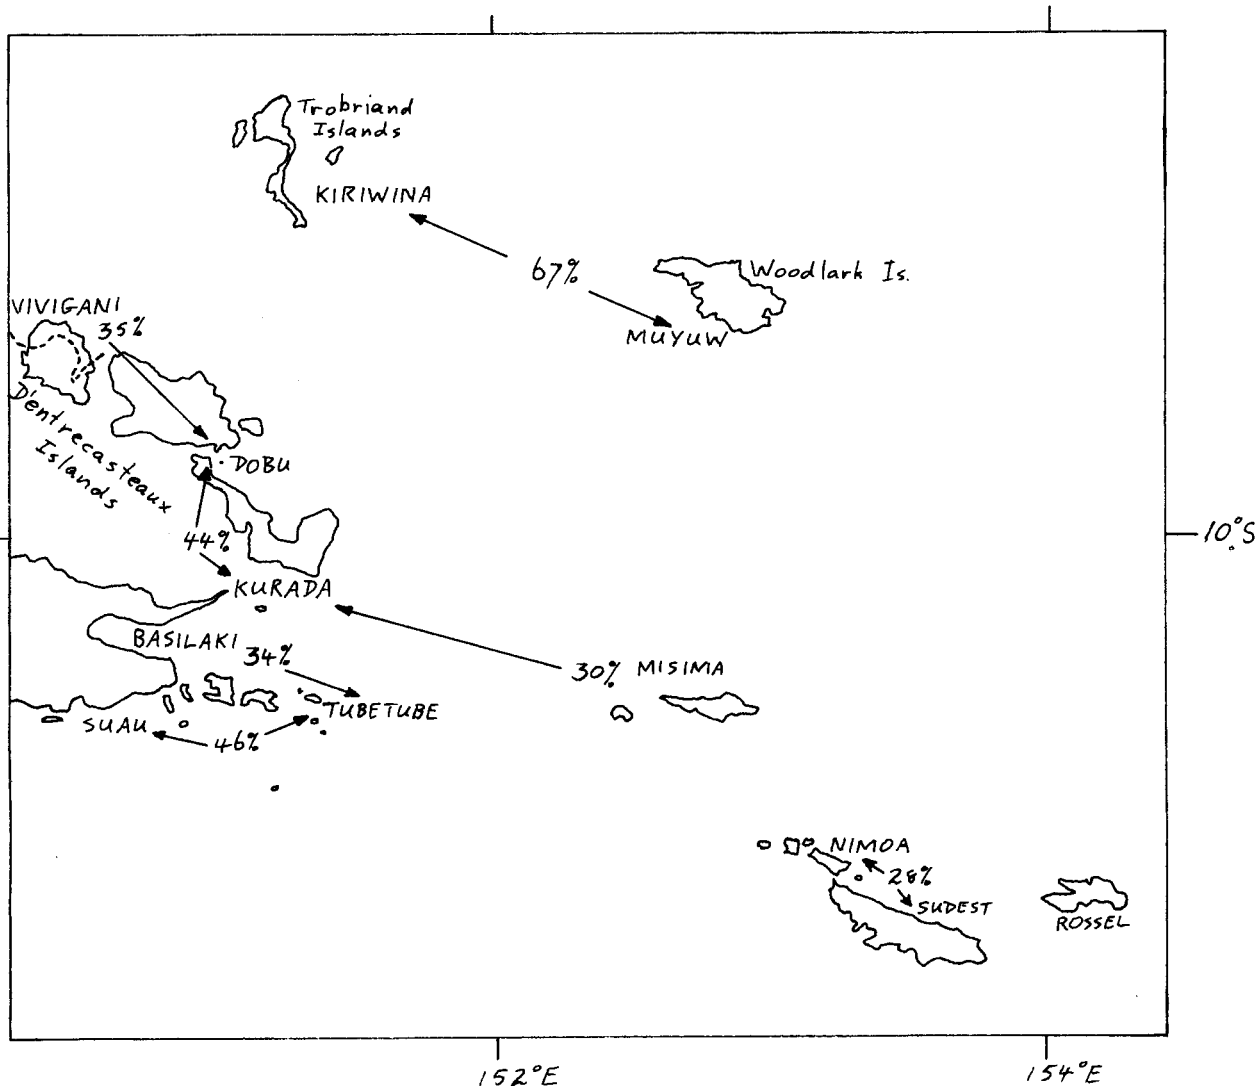 Trobriand
Islands
KIRIWINA
67%
Woodlark Is.
MUYUW
VIVIGANI
35%
D'entrecasteaux
Islands
DOBU
44%
10°S
KURADA
BASILAKI
34%
30%
MISIMA
TUBETUBE
SUAU
46%
NIMOA
28%
SUDEST
ROSSEL
152°E
154°E